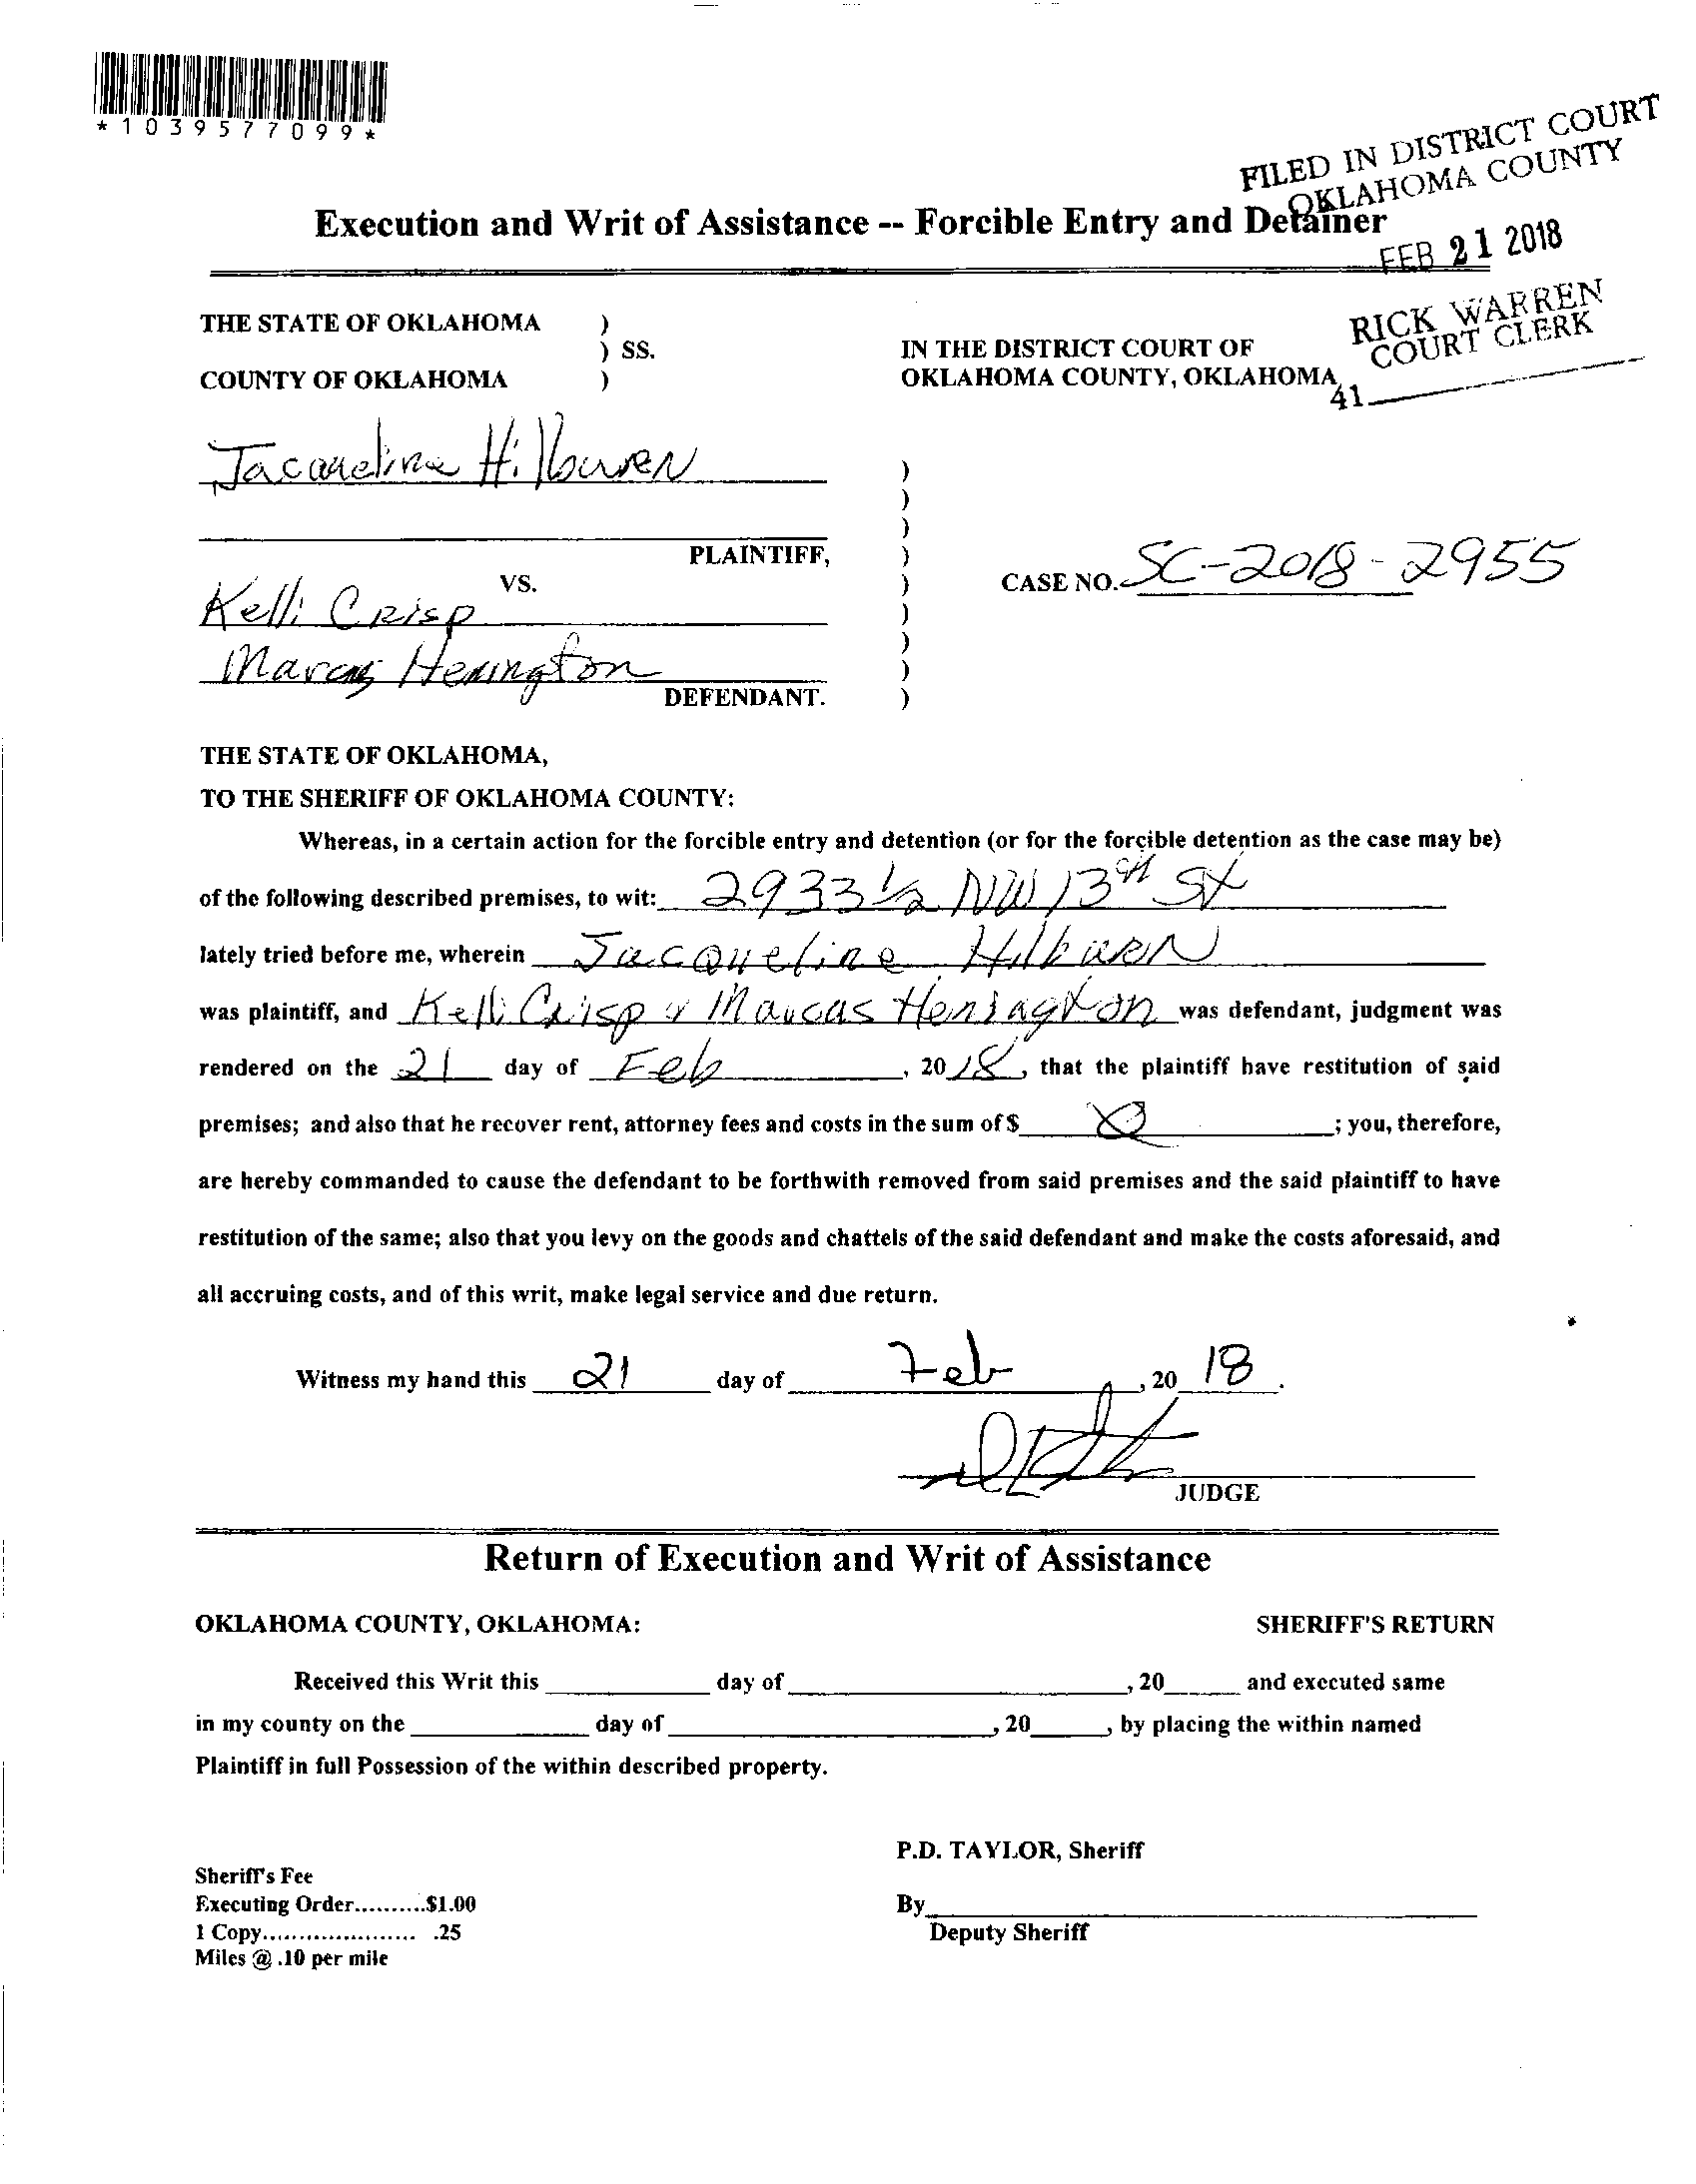 *1039577099*
FILED IN DISTRICT COURT
OKLAHOMA COUNTY
Execution and Writ of Assistance -- Forcible Entry and Detainer
FEB 21 2018
RICK WARREN
COURT CLERK
41
THE STATE OF OKLAHOMA )
) SS.
COUNTY OF OKLAHOMA )
IN THE DISTRICT COURT OF
OKLAHOMA COUNTY, OKLAHOMA
Jacqueline Hilburn )
)
)
PLAINTIFF, )
VS. ) CASE NO. SC-2018-2955
Kelli Crisp )
)
Marcus Henington )
DEFENDANT. )
THE STATE OF OKLAHOMA,
TO THE SHERIFF OF OKLAHOMA COUNTY:
Whereas, in a certain action for the forcible entry and detention (or for the forcible detention as the case may be)
of the following described premises, to wit: 2933 1/2 NW 13th St
lately tried before me, wherein Jacqueline Hilburn
was plaintiff, and Kelli Crisp & Marcus Henington was defendant, judgment was
rendered on the 21 day of Feb, 2018, that the plaintiff have restitution of said
premises; and also that he recover rent, attorney fees and costs in the sum of $ ; you, therefore,
are hereby commanded to cause the defendant to be forthwith removed from said premises and the said plaintiff to have
restitution of the same; also that you levy on the goods and chattels of the said defendant and make the costs aforesaid, and
all accruing costs, and of this writ, make legal service and due return.
Witness my hand this 21 day of Feb, 20 18.
JUDGE
Return of Execution and Writ of Assistance
OKLAHOMA COUNTY, OKLAHOMA: SHERIFF'S RETURN
Received this Writ this ____ day of ____, 20____ and executed same
in my county on the ____ day of ____, 20____, by placing the within named
Plaintiff in full Possession of the within described property.
P.D. TAYLOR, Sheriff
Sheriff's Fee
Executing Order..........$1.00
By____
1 Copy..................... .25
Deputy Sheriff
Miles @ .10 per mile